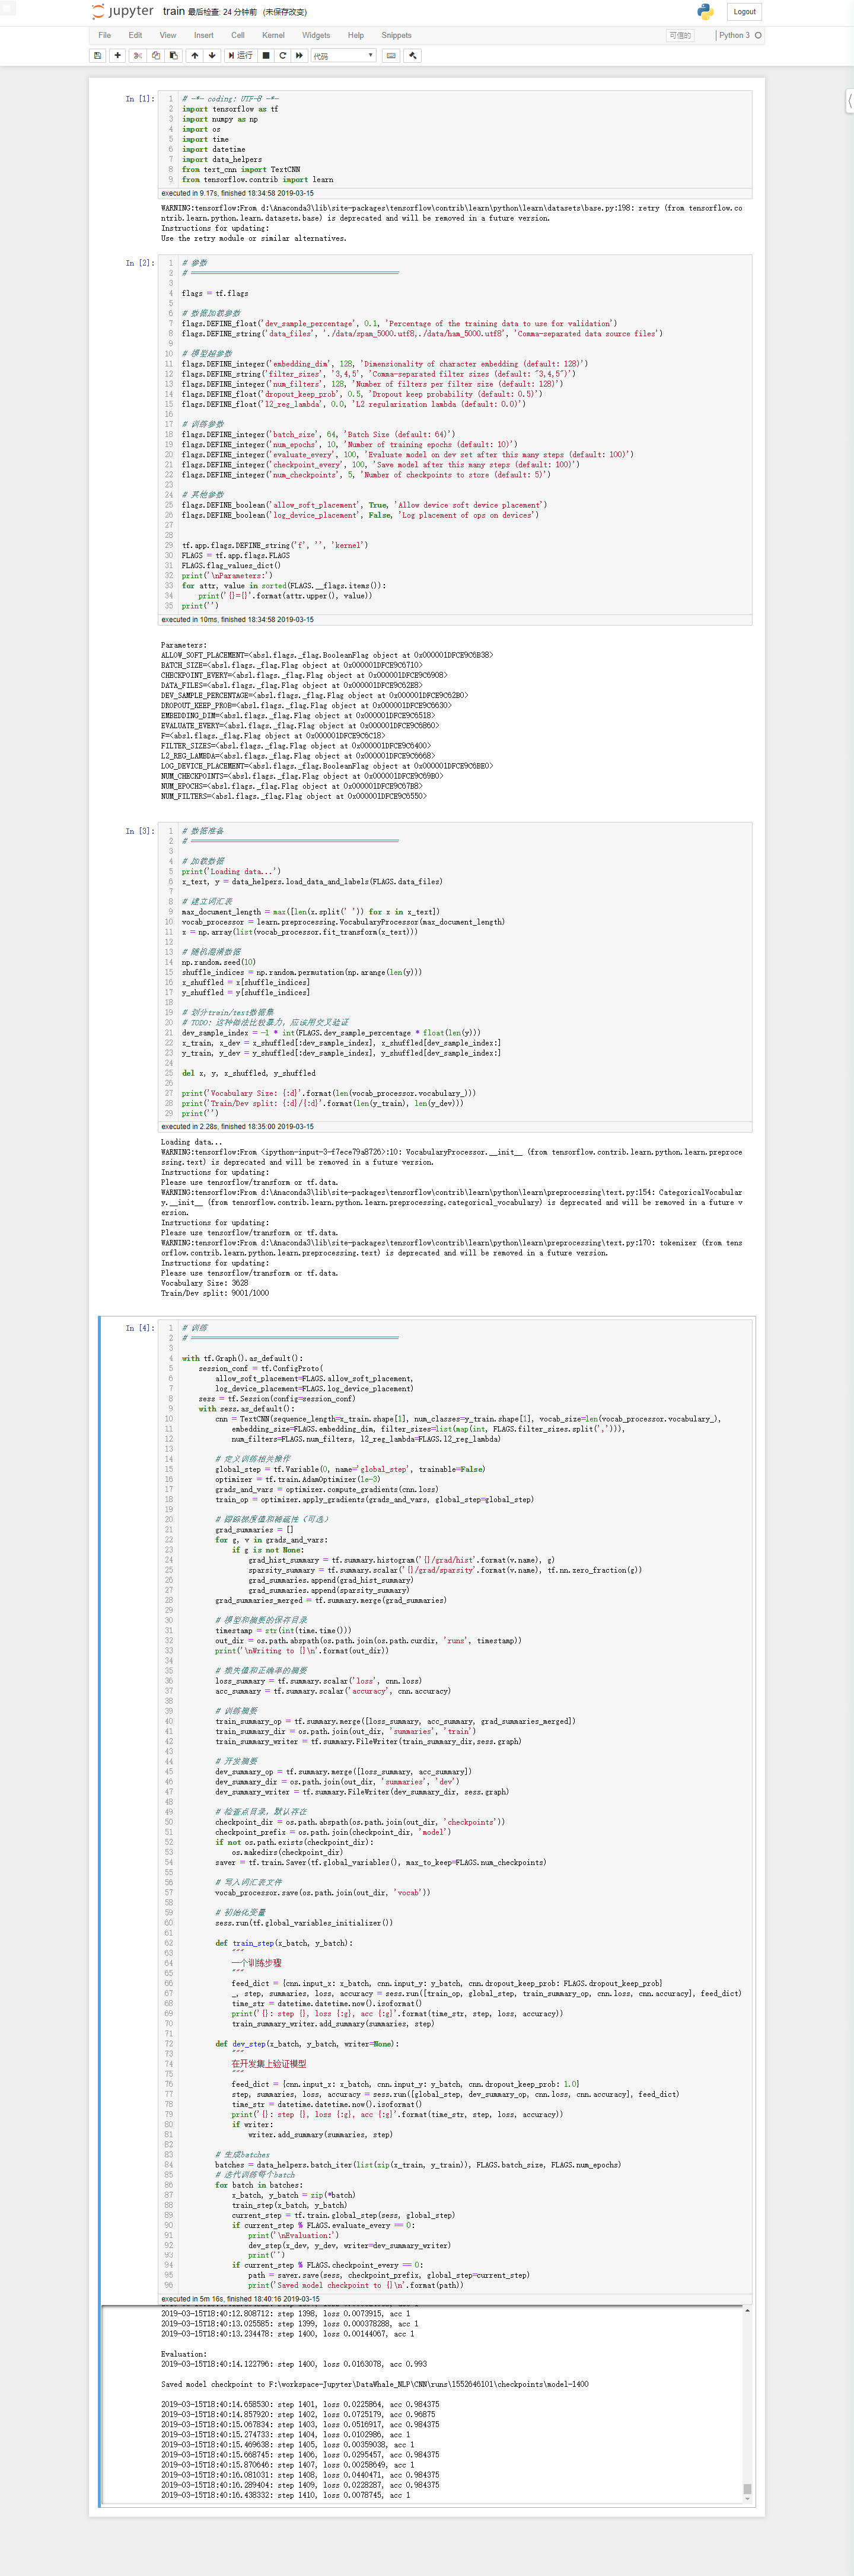 jupyter train 最后检查: 24 分钟前 (未保存改变)
Logout
File Edit View Insert Cell Kernel Widgets Help Snippets
可信的 Python 3
运行 代码
In [1]:
1 # -*- coding: UTF-8 -*-
2 import tensorflow as tf
3 import numpy as np
4 import os
5 import time
6 import datetime
7 import data_helpers
8 from text_cnn import TextCNN
9 from tensorflow.contrib import learn
executed in 9.17s, finished 18:34:58 2019-03-15
WARNING:tensorflow:From d:\Anaconda3\lib\site-packages\tensorflow\contrib\learn\python\learn\datasets\base.py:198: retry (from tensorflow.co
ntrib.learn.python.learn.datasets.base) is deprecated and will be removed in a future version.
Instructions for updating:
Use the retry module or similar alternatives.
In [2]:
1 # 参数
2 # ==================================================
3
4 flags = tf.flags
5
6 # 数据加载参数
7 flags.DEFINE_float('dev_sample_percentage', 0.1, 'Percentage of the training data to use for validation')
8 flags.DEFINE_string('data_files', './data/spam_5000.utf8,./data/ham_5000.utf8', 'Comma-separated data source files')
9
10 # 模型超参数
11 flags.DEFINE_integer('embedding_dim', 128, 'Dimensionality of character embedding (default: 128)')
12 flags.DEFINE_string('filter_sizes', '3,4,5', 'Comma-separated filter sizes (default: "3,4,5")')
13 flags.DEFINE_integer('num_filters', 128, 'Number of filters per filter size (default: 128)')
14 flags.DEFINE_float('dropout_keep_prob', 0.5, 'Dropout keep probability (default: 0.5)')
15 flags.DEFINE_float('l2_reg_lambda', 0.0, 'L2 regularization lambda (default: 0.0)')
16
17 # 训练参数
18 flags.DEFINE_integer('batch_size', 64, 'Batch Size (default: 64)')
19 flags.DEFINE_integer('num_epochs', 10, 'Number of training epochs (default: 10)')
20 flags.DEFINE_integer('evaluate_every', 100, 'Evaluate model on dev set after this many steps (default: 100)')
21 flags.DEFINE_integer('checkpoint_every', 100, 'Save model after this many steps (default: 100)')
22 flags.DEFINE_integer('num_checkpoints', 5, 'Number of checkpoints to store (default: 5)')
23
24 # 其他参数
25 flags.DEFINE_boolean('allow_soft_placement', True, 'Allow device soft device placement')
26 flags.DEFINE_boolean('log_device_placement', False, 'Log placement of ops on devices')
27
28
29 tf.app.flags.DEFINE_string('f', '', 'kernel')
30 FLAGS = tf.app.flags.FLAGS
31 FLAGS.flag_values_dict()
32 print('\nParameters:')
33 for attr, value in sorted(FLAGS.__flags.items()):
34     print('{}={}'.format(attr.upper(), value))
35 print('')
executed in 10ms, finished 18:34:58 2019-03-15
Parameters:
ALLOW_SOFT_PLACEMENT=<absl.flags._flag.BooleanFlag object at 0x000001DFCE9C6B38>
BATCH_SIZE=<absl.flags._flag.Flag object at 0x000001DFCE9C6710>
CHECKPOINT_EVERY=<absl.flags._flag.Flag object at 0x000001DFCE9C6908>
DATA_FILES=<absl.flags._flag.Flag object at 0x000001DFCE9C62E8>
DEV_SAMPLE_PERCENTAGE=<absl.flags._flag.Flag object at 0x000001DFCE9C62B0>
DROPOUT_KEEP_PROB=<absl.flags._flag.Flag object at 0x000001DFCE9C6630>
EMBEDDING_DIM=<absl.flags._flag.Flag object at 0x000001DFCE9C6518>
EVALUATE_EVERY=<absl.flags._flag.Flag object at 0x000001DFCE9C6860>
F=<absl.flags._flag.Flag object at 0x000001DFCE9C6C18>
FILTER_SIZES=<absl.flags._flag.Flag object at 0x000001DFCE9C6400>
L2_REG_LAMBDA=<absl.flags._flag.Flag object at 0x000001DFCE9C6668>
LOG_DEVICE_PLACEMENT=<absl.flags._flag.BooleanFlag object at 0x000001DFCE9C6BE0>
NUM_CHECKPOINTS=<absl.flags._flag.Flag object at 0x000001DFCE9C69B0>
NUM_EPOCHS=<absl.flags._flag.Flag object at 0x000001DFCE9C67B8>
NUM_FILTERS=<absl.flags._flag.Flag object at 0x000001DFCE9C6550>
In [3]:
1 # 数据准备
2 # ==================================================
3
4 # 加载数据
5 print('Loading data...')
6 x_text, y = data_helpers.load_data_and_labels(FLAGS.data_files)
7
8 # 建立词汇表
9 max_document_length = max([len(x.split(' ')) for x in x_text])
10 vocab_processor = learn.preprocessing.VocabularyProcessor(max_document_length)
11 x = np.array(list(vocab_processor.fit_transform(x_text)))
12
13 # 随机混淆数据
14 np.random.seed(10)
15 shuffle_indices = np.random.permutation(np.arange(len(y)))
16 x_shuffled = x[shuffle_indices]
17 y_shuffled = y[shuffle_indices]
18
19 # 划分train/test数据集
20 # TODO: 这种做法比较暴力，应该用交叉验证
21 dev_sample_index = -1 * int(FLAGS.dev_sample_percentage * float(len(y)))
22 x_train, x_dev = x_shuffled[:dev_sample_index], x_shuffled[dev_sample_index:]
23 y_train, y_dev = y_shuffled[:dev_sample_index], y_shuffled[dev_sample_index:]
24
25 del x, y, x_shuffled, y_shuffled
26
27 print('Vocabulary Size: {:d}'.format(len(vocab_processor.vocabulary_)))
28 print('Train/Dev split: {:d}/{:d}'.format(len(y_train), len(y_dev)))
29 print('')
executed in 2.28s, finished 18:35:00 2019-03-15
Loading data...
WARNING:tensorflow:From <ipython-input-3-f7ece79a8726>:10: VocabularyProcessor.__init__ (from tensorflow.contrib.learn.python.learn.preproce
ssing.text) is deprecated and will be removed in a future version.
Instructions for updating:
Please use tensorflow/transform or tf.data.
WARNING:tensorflow:From d:\Anaconda3\lib\site-packages\tensorflow\contrib\learn\python\learn\preprocessing\text.py:154: CategoricalVocabular
y.__init__ (from tensorflow.contrib.learn.python.learn.preprocessing.categorical_vocabulary) is deprecated and will be removed in a future v
ersion.
Instructions for updating:
Please use tensorflow/transform or tf.data.
WARNING:tensorflow:From d:\Anaconda3\lib\site-packages\tensorflow\contrib\learn\python\learn\preprocessing\text.py:170: tokenizer (from tens
orflow.contrib.learn.python.learn.preprocessing.text) is deprecated and will be removed in a future version.
Instructions for updating:
Please use tensorflow/transform or tf.data.
Vocabulary Size: 3628
Train/Dev split: 9001/1000
In [4]:
1 # 训练
2 # ==================================================
3
4 with tf.Graph().as_default():
5     session_conf = tf.ConfigProto(
6         allow_soft_placement=FLAGS.allow_soft_placement,
7         log_device_placement=FLAGS.log_device_placement)
8     sess = tf.Session(config=session_conf)
9     with sess.as_default():
10         cnn = TextCNN(sequence_length=x_train.shape[1], num_classes=y_train.shape[1], vocab_size=len(vocab_processor.vocabulary_),
11             embedding_size=FLAGS.embedding_dim, filter_sizes=list(map(int, FLAGS.filter_sizes.split(','))),
12             num_filters=FLAGS.num_filters, l2_reg_lambda=FLAGS.l2_reg_lambda)
13
14         # 定义训练相关操作
15         global_step = tf.Variable(0, name='global_step', trainable=False)
16         optimizer = tf.train.AdamOptimizer(1e-3)
17         grads_and_vars = optimizer.compute_gradients(cnn.loss)
18         train_op = optimizer.apply_gradients(grads_and_vars, global_step=global_step)
19
20         # 跟踪梯度值和稀疏性（可选）
21         grad_summaries = []
22         for g, v in grads_and_vars:
23             if g is not None:
24                 grad_hist_summary = tf.summary.histogram('{}/grad/hist'.format(v.name), g)
25                 sparsity_summary = tf.summary.scalar('{}/grad/sparsity'.format(v.name), tf.nn.zero_fraction(g))
26                 grad_summaries.append(grad_hist_summary)
27                 grad_summaries.append(sparsity_summary)
28         grad_summaries_merged = tf.summary.merge(grad_summaries)
29
30         # 模型和摘要的保存目录
31         timestamp = str(int(time.time()))
32         out_dir = os.path.abspath(os.path.join(os.path.curdir, 'runs', timestamp))
33         print('\nWriting to {}\n'.format(out_dir))
34
35         # 损失值和正确率的摘要
36         loss_summary = tf.summary.scalar('loss', cnn.loss)
37         acc_summary = tf.summary.scalar('accuracy', cnn.accuracy)
38
39         # 训练摘要
40         train_summary_op = tf.summary.merge([loss_summary, acc_summary, grad_summaries_merged])
41         train_summary_dir = os.path.join(out_dir, 'summaries', 'train')
42         train_summary_writer = tf.summary.FileWriter(train_summary_dir,sess.graph)
43
44         # 开发摘要
45         dev_summary_op = tf.summary.merge([loss_summary, acc_summary])
46         dev_summary_dir = os.path.join(out_dir, 'summaries', 'dev')
47         dev_summary_writer = tf.summary.FileWriter(dev_summary_dir, sess.graph)
48
49         # 检查点目录，默认存在
50         checkpoint_dir = os.path.abspath(os.path.join(out_dir, 'checkpoints'))
51         checkpoint_prefix = os.path.join(checkpoint_dir, 'model')
52         if not os.path.exists(checkpoint_dir):
53             os.makedirs(checkpoint_dir)
54         saver = tf.train.Saver(tf.global_variables(), max_to_keep=FLAGS.num_checkpoints)
55
56         # 写入词汇表文件
57         vocab_processor.save(os.path.join(out_dir, 'vocab'))
58
59         # 初始化变量
60         sess.run(tf.global_variables_initializer())
61
62         def train_step(x_batch, y_batch):
63             """
64             一个训练步骤
65             """
66             feed_dict = {cnn.input_x: x_batch, cnn.input_y: y_batch, cnn.dropout_keep_prob: FLAGS.dropout_keep_prob}
67             _, step, summaries, loss, accuracy = sess.run([train_op, global_step, train_summary_op, cnn.loss, cnn.accuracy], feed_dict)
68             time_str = datetime.datetime.now().isoformat()
69             print('{}: step {}, loss {:g}, acc {:g}'.format(time_str, step, loss, accuracy))
70             train_summary_writer.add_summary(summaries, step)
71
72         def dev_step(x_batch, y_batch, writer=None):
73             """
74             在开发集上验证模型
75             """
76             feed_dict = {cnn.input_x: x_batch, cnn.input_y: y_batch, cnn.dropout_keep_prob: 1.0}
77             step, summaries, loss, accuracy = sess.run([global_step, dev_summary_op, cnn.loss, cnn.accuracy], feed_dict)
78             time_str = datetime.datetime.now().isoformat()
79             print('{}: step {}, loss {:g}, acc {:g}'.format(time_str, step, loss, accuracy))
80             if writer:
81                 writer.add_summary(summaries, step)
82
83         # 生成batches
84         batches = data_helpers.batch_iter(list(zip(x_train, y_train)), FLAGS.batch_size, FLAGS.num_epochs)
85         # 迭代训练每个batch
86         for batch in batches:
87             x_batch, y_batch = zip(*batch)
88             train_step(x_batch, y_batch)
89             current_step = tf.train.global_step(sess, global_step)
90             if current_step % FLAGS.evaluate_every == 0:
91                 print('\nEvaluation:')
92                 dev_step(x_dev, y_dev, writer=dev_summary_writer)
93                 print('')
94             if current_step % FLAGS.checkpoint_every == 0:
95                 path = saver.save(sess, checkpoint_prefix, global_step=current_step)
96                 print('Saved model checkpoint to {}\n'.format(path))
executed in 5m 16s, finished 18:40:16 2019-03-15
2019-03-15T18:40:12.808712: step 1398, loss 0.0073915, acc 1
2019-03-15T18:40:13.025585: step 1399, loss 0.000378288, acc 1
2019-03-15T18:40:13.234478: step 1400, loss 0.00144067, acc 1
Evaluation:
2019-03-15T18:40:14.122796: step 1400, loss 0.0163078, acc 0.993
Saved model checkpoint to F:\workspace-Jupyter\DataWhale_NLP\CNN\runs\1552646101\checkpoints\model-1400
2019-03-15T18:40:14.658530: step 1401, loss 0.0225864, acc 0.984375
2019-03-15T18:40:14.857920: step 1402, loss 0.0725179, acc 0.96875
2019-03-15T18:40:15.067834: step 1403, loss 0.0516917, acc 0.984375
2019-03-15T18:40:15.274733: step 1404, loss 0.0102986, acc 1
2019-03-15T18:40:15.469638: step 1405, loss 0.00359038, acc 1
2019-03-15T18:40:15.668745: step 1406, loss 0.0295457, acc 0.984375
2019-03-15T18:40:15.870646: step 1407, loss 0.00258649, acc 1
2019-03-15T18:40:16.081031: step 1408, loss 0.0440471, acc 0.984375
2019-03-15T18:40:16.289404: step 1409, loss 0.0228287, acc 0.984375
2019-03-15T18:40:16.438332: step 1410, loss 0.0078745, acc 1